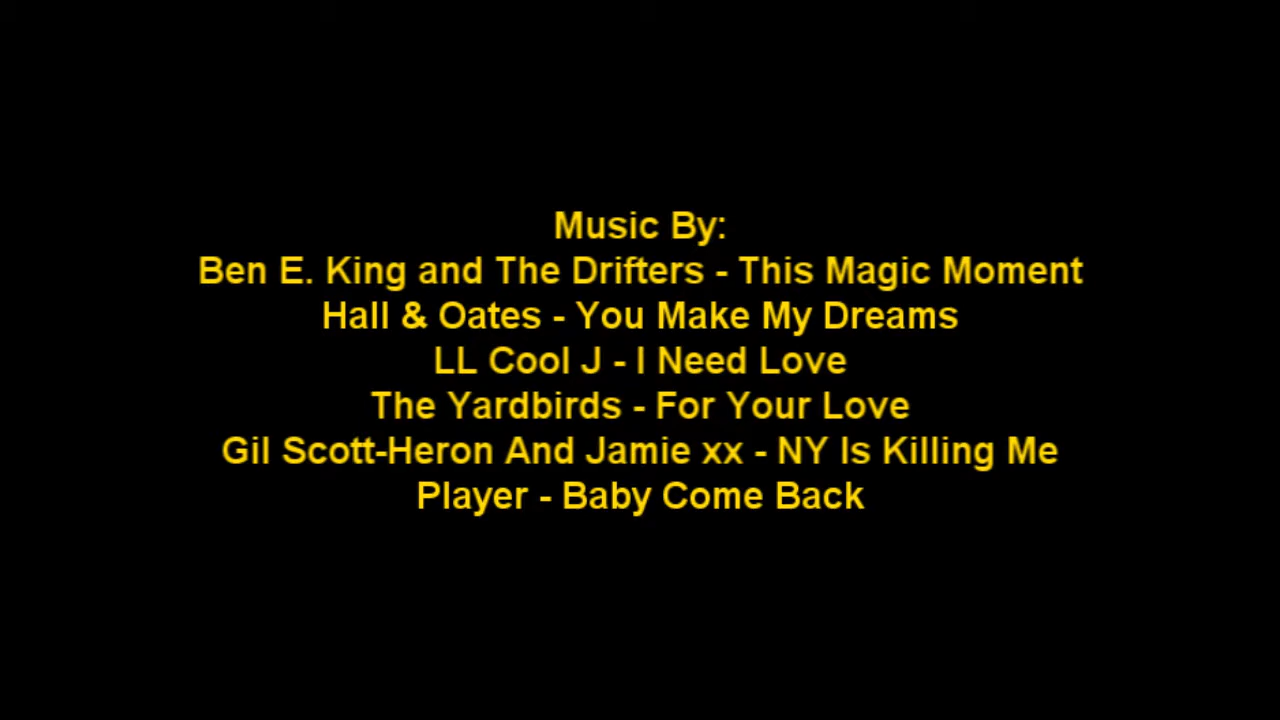 Music By:
Ben E. King and The Drifters - This Magic Moment
Hall & Oates - You Make My Dreams
LL Cool J - I Need Love
The Yardbirds - For Your Love
Gil Scott-Heron And Jamie xx - NY Is Killing Me
Player - Baby Come Back